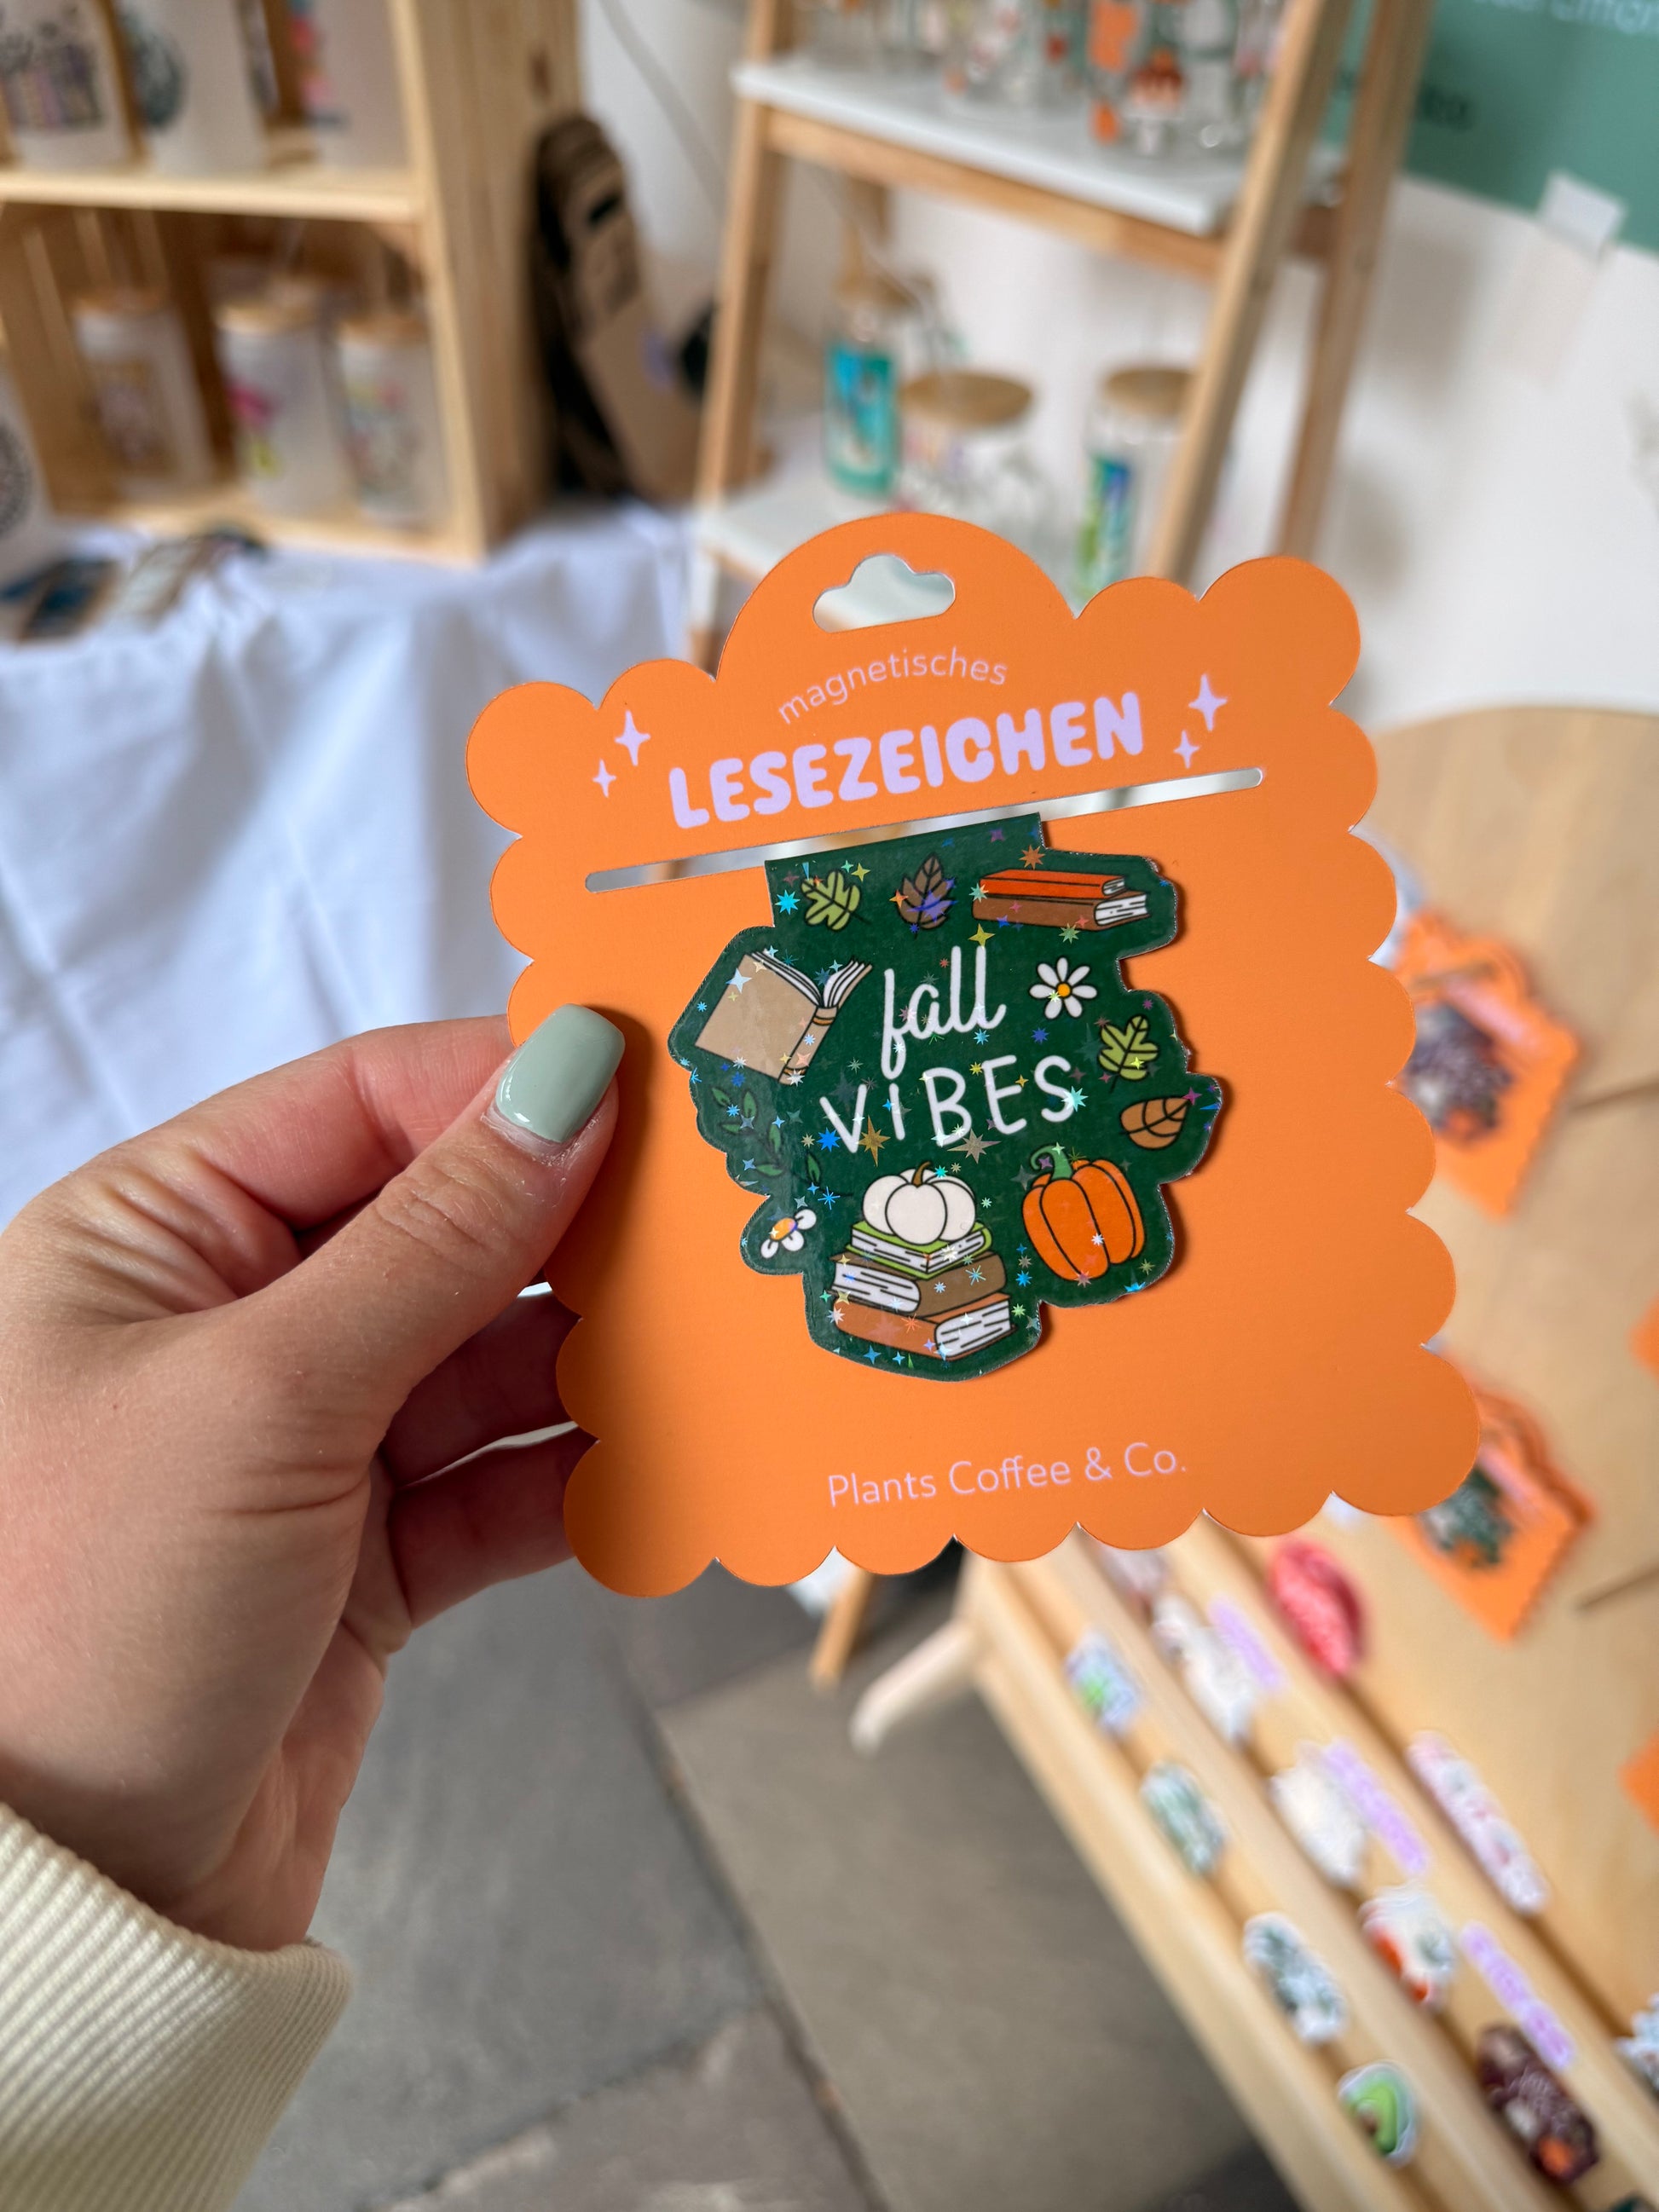 magnetisches
LESEZEICHEN
fall
VIBES
Plants Coffee & Co.